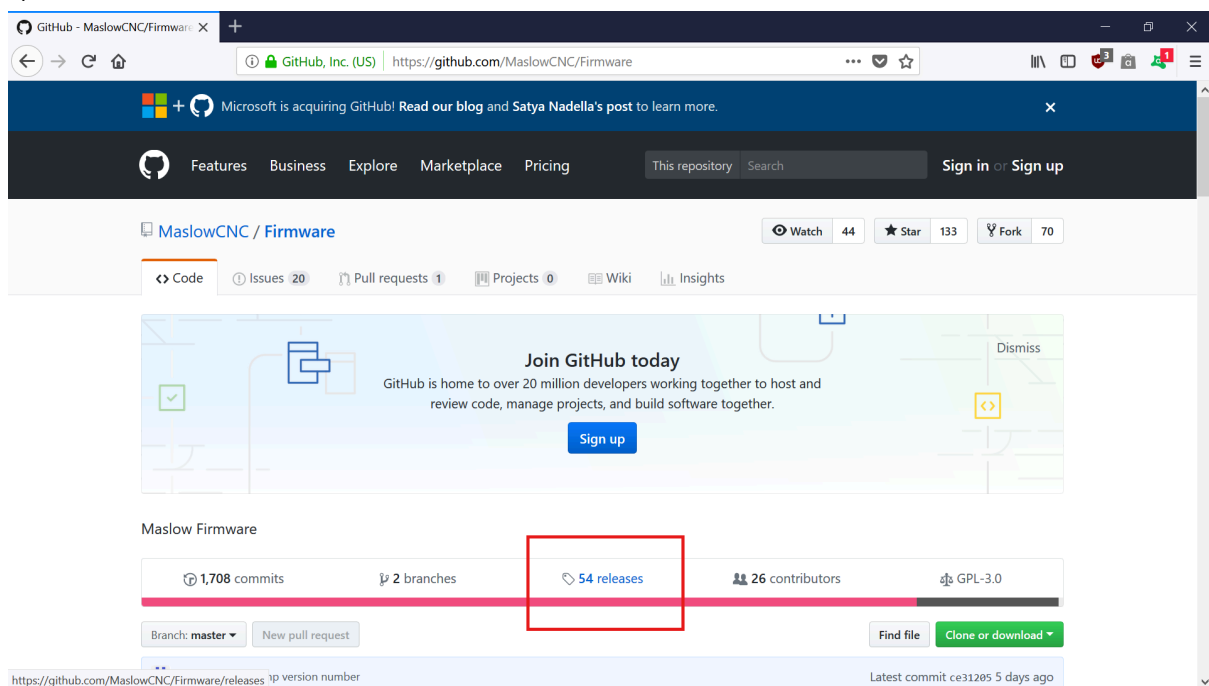 GitHub - MaslowCNC/Firmware
GitHub, Inc. (US) https://github.com/MaslowCNC/Firmware
3 1
+ Microsoft is acquiring GitHub! Read our blog and Satya Nadella's post to learn more.
Features Business Explore Marketplace Pricing This repository Search Sign in or Sign up
MaslowCNC / Firmware Watch 44 Star 133 Fork 70
Code Issues 20 Pull requests 1 Projects 0 Wiki Insights
Join GitHub today Dismiss
GitHub is home to over 20 million developers working together to host and
review code, manage projects, and build software together.
Sign up
Maslow Firmware
1,708 commits 2 branches 54 releases 26 contributors GPL-3.0
Branch: master New pull request Find file Clone or download
https://github.com/MaslowCNC/Firmware/releases version number Latest commit ce31205 5 days ago